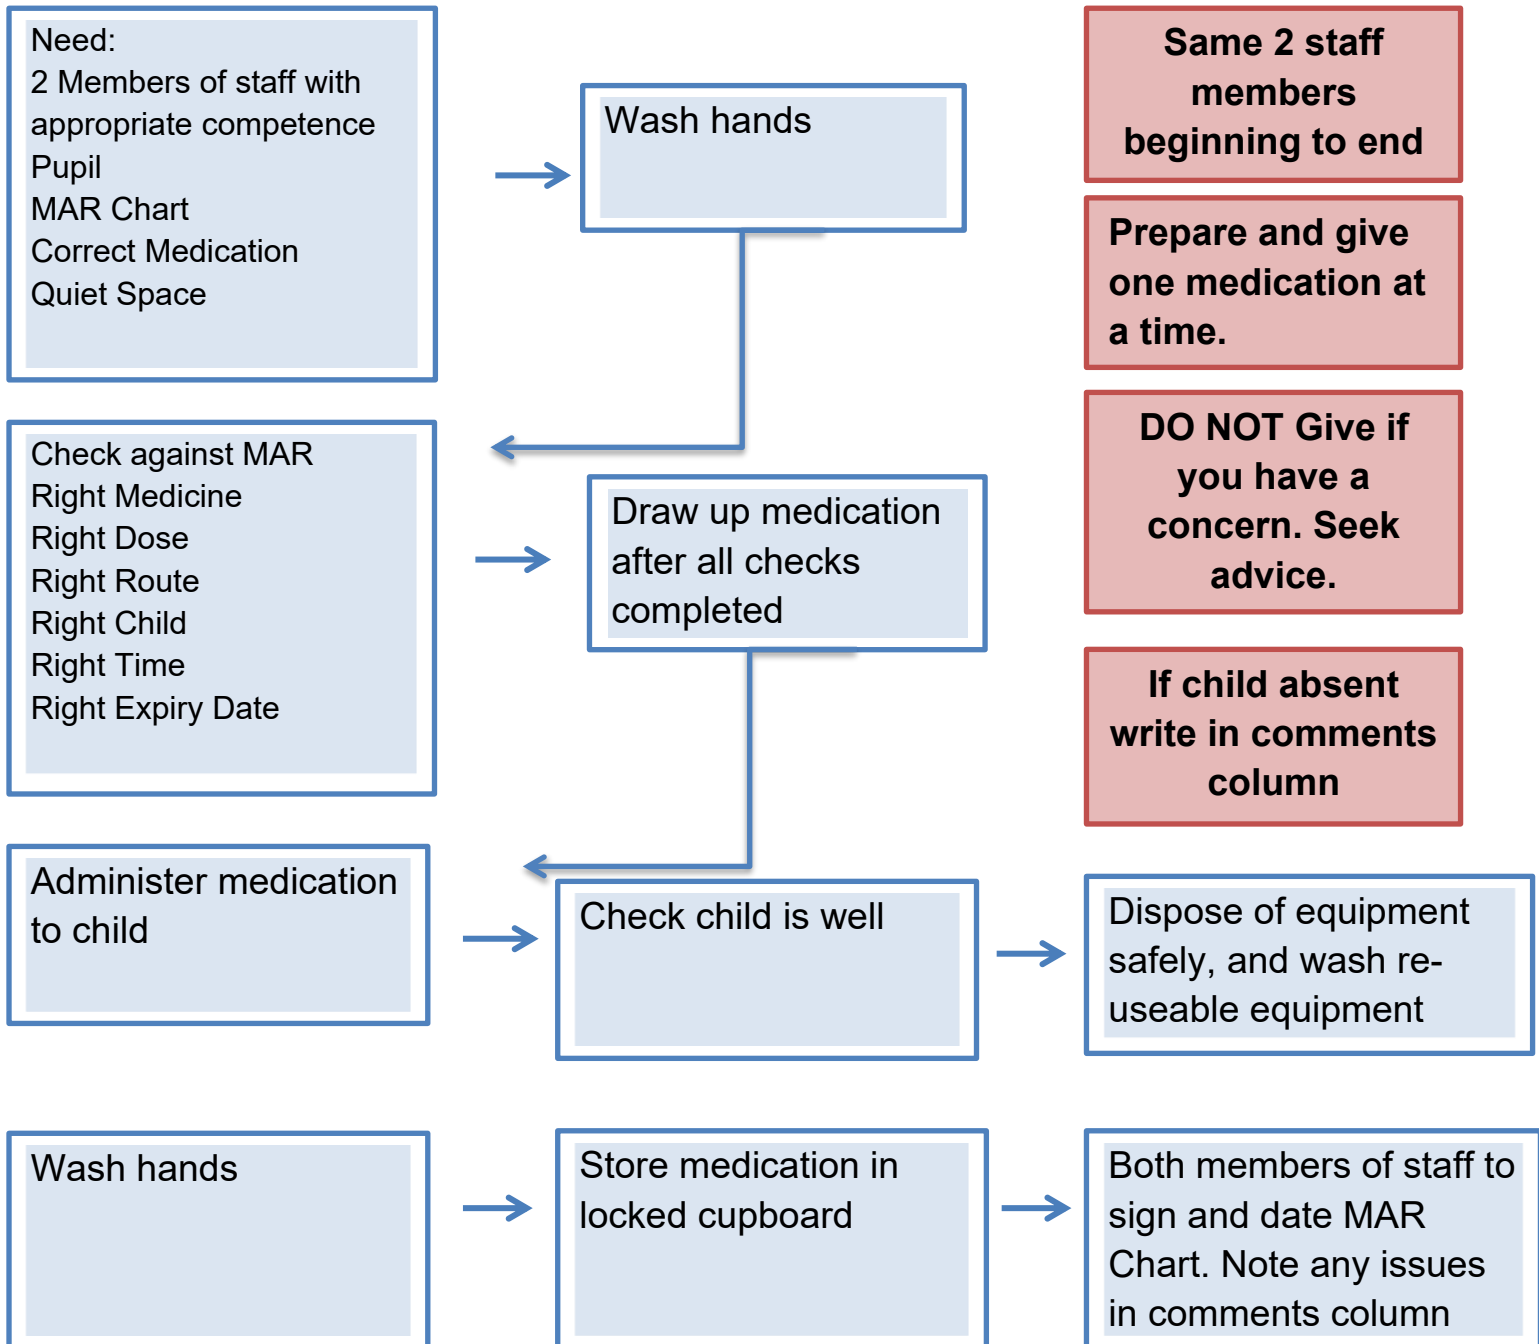 Need:
2 Members of staff with
appropriate competence
Pupil
MAR Chart
Correct Medication
Quiet Space
Wash hands
Same 2 staff
members
beginning to end
Prepare and give
one medication at
a time.
Check against MAR
Right Medicine
Right Dose
Right Route
Right Child
Right Time
Right Expiry Date
Draw up medication
after all checks
completed
DO NOT Give if
you have a
concern. Seek
advice.
If child absent
write in comments
column
Administer medication
to child
Check child is well
Dispose of equipment
safely, and wash re-
useable equipment
Wash hands
Store medication in
locked cupboard
Both members of staff to
sign and date MAR
Chart. Note any issues
in comments column